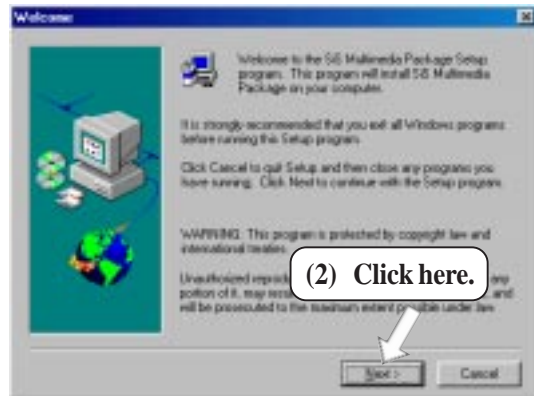 Welcome
Welcome to the SiS Multimedia Package Setup
program. This program will install SiS Multimedia
Package on your computer.
It is strongly recommended that you exit all Windows programs
before running this Setup program.
Click Cancel to quit Setup and then close any programs you
have running. Click Next to continue with the Setup program.
WARNING: This program is protected by copyright law and
international treaties.
Unauthorized any
portion of it, may and
will be prosecuted to the maximum extent possible under law.
(2) Click here.
Next >
Cancel